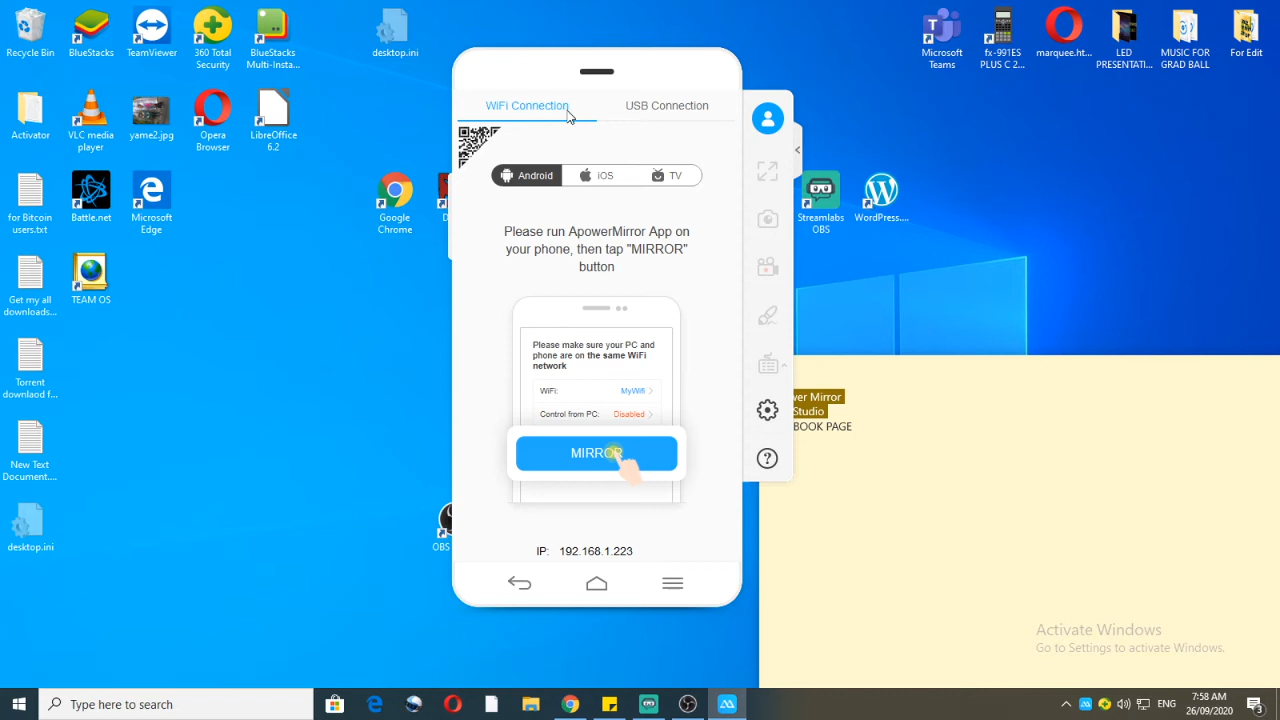 Recycle Bin
BlueStacks
TeamViewer
360 Total
Security
BlueStacks
Multi-Insta...
desktop.ini
Microsoft
Teams
fx-991ES
PLUS C 2...
marquee.ht...
LED
PRESENTATI...
MUSIC FOR
GRAD BALL
For Edit
Activator
VLC media
player
yame2.jpg
Opera
Browser
LibreOffice
6.2
for Bitcoin
users.txt
Battle.net
Microsoft
Edge
Google
Chrome
Streamlabs
OBS
WordPress....
Get my all
downloads...
TEAM OS
Torrent
downlaod f...
New Text
Document....
desktop.ini
OBS
WiFi Connection
USB Connection
Android
iOS
TV
Please run ApowerMirror App on
your phone, then tap "MIRROR"
button
Please make sure your PC and
phone are on the same WiFi
network
WiFi: MyWifi
Control from PC: Disabled
MIRROR
IP: 192.168.1.223
wer Mirror
Studio
BOOK PAGE
Activate Windows
Go to Settings to activate Windows.
Type here to search
ENG
7:58 AM
26/09/2020
3